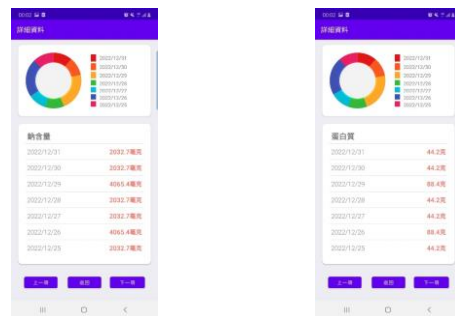 00:02
詳細資料
2022/12/31
2022/12/30
2022/12/29
2022/12/28
2022/12/27
2022/12/26
2022/12/25
鈉含量
2022/12/31 2032.7毫克
2022/12/30 2032.7毫克
2022/12/29 4065.4毫克
2022/12/28 2032.7毫克
2022/12/27 2032.7毫克
2022/12/26 4065.4毫克
2022/12/25 2032.7毫克
上一項 返回 下一項
00:02
詳細資料
2022/12/31
2022/12/30
2022/12/29
2022/12/28
2022/12/27
2022/12/26
2022/12/25
蛋白質
2022/12/31 44.2克
2022/12/30 44.2克
2022/12/29 88.4克
2022/12/28 44.2克
2022/12/27 44.2克
2022/12/26 88.4克
2022/12/25 44.2克
上一項 返回 下一項